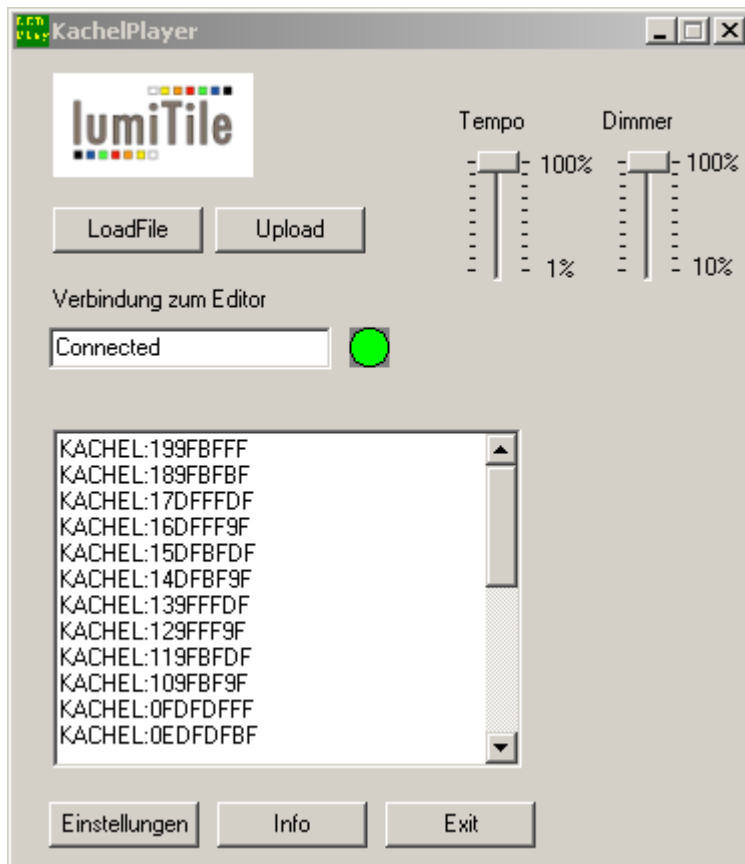 KachelPlayer
lumiTile
Tempo Dimmer
100% 100%
LoadFile Upload
1% 10%
Verbindung zum Editor
Connected
KACHEL:199FBFFF
KACHEL:189FBFBF
KACHEL:17DFFFDF
KACHEL:16DFFF9F
KACHEL:15DFBFDF
KACHEL:14DFBF9F
KACHEL:139FFFDF
KACHEL:129FFF9F
KACHEL:119FBFDF
KACHEL:109FBF9F
KACHEL:0FDFDFFF
KACHEL:0EDFDFBF
Einstellungen Info Exit